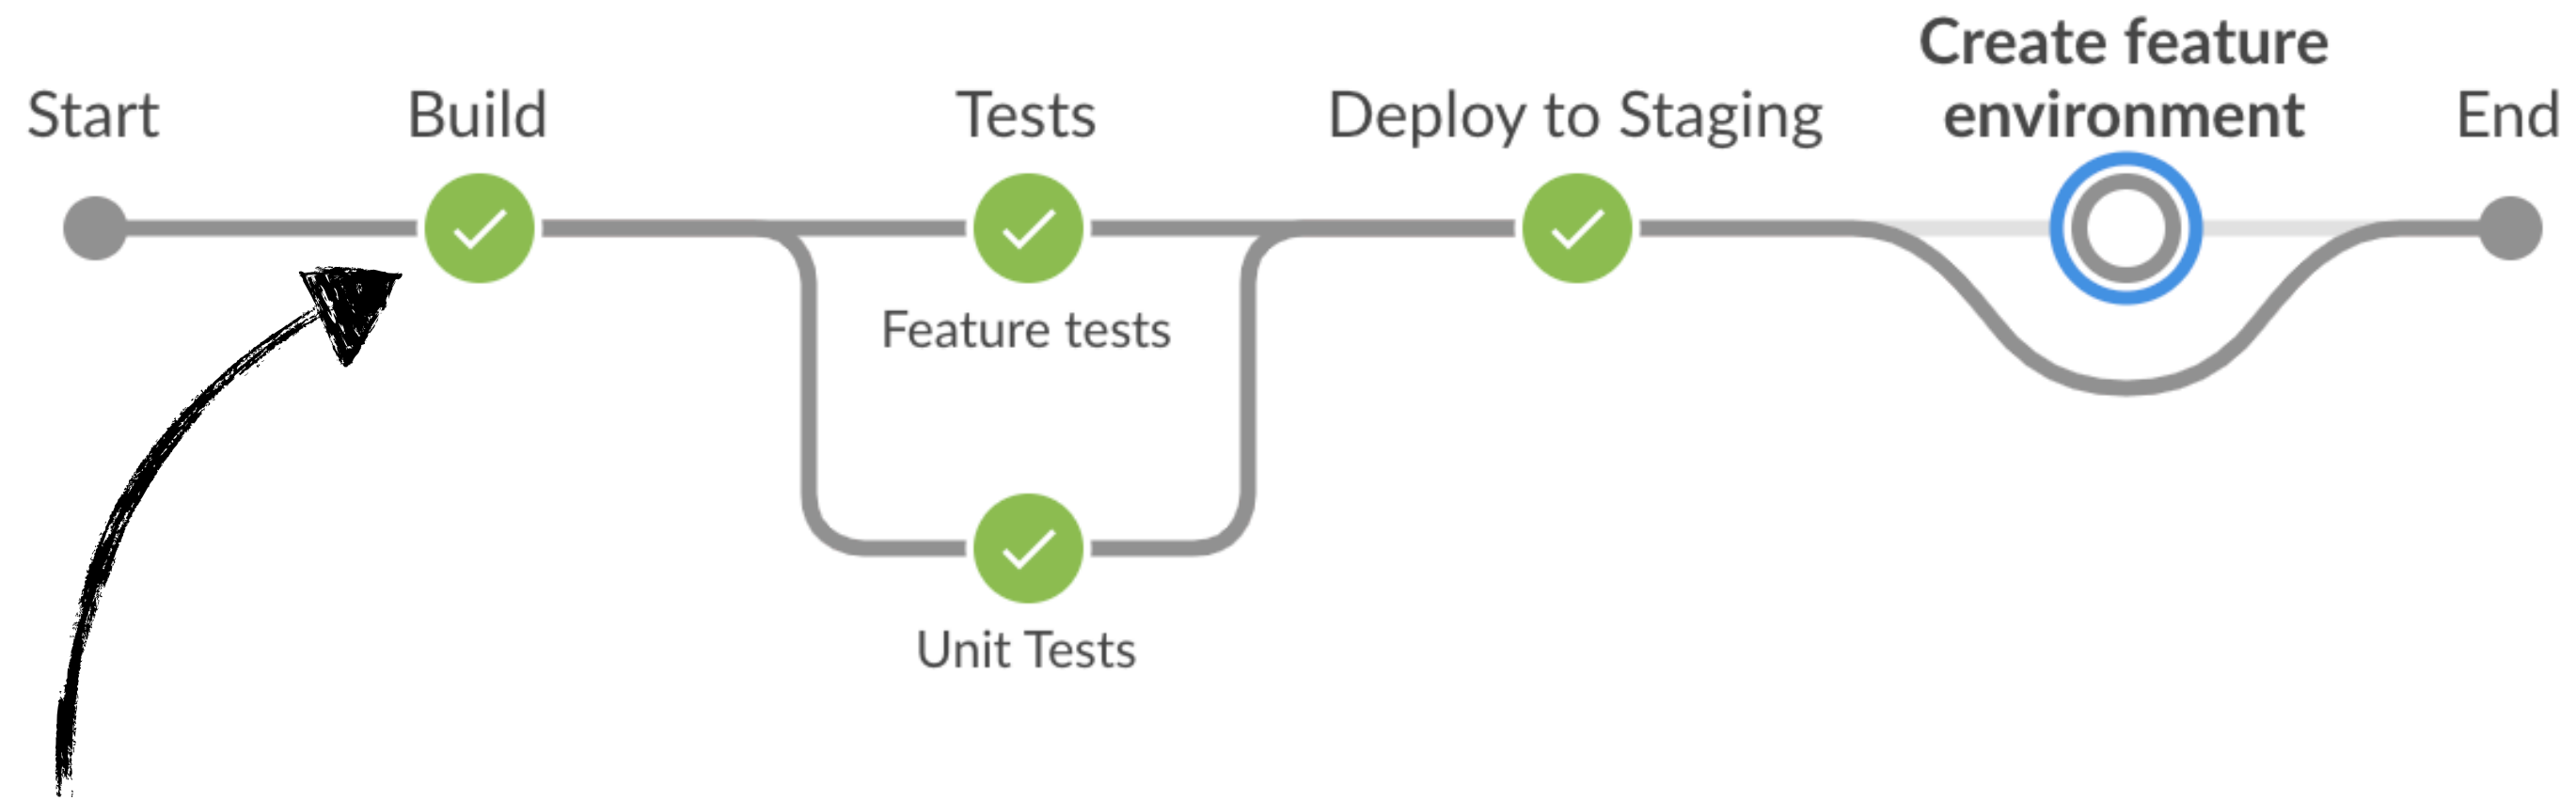 Start
Build
Tests
Deploy to Staging
Create feature
environment
End
Feature tests
Unit Tests